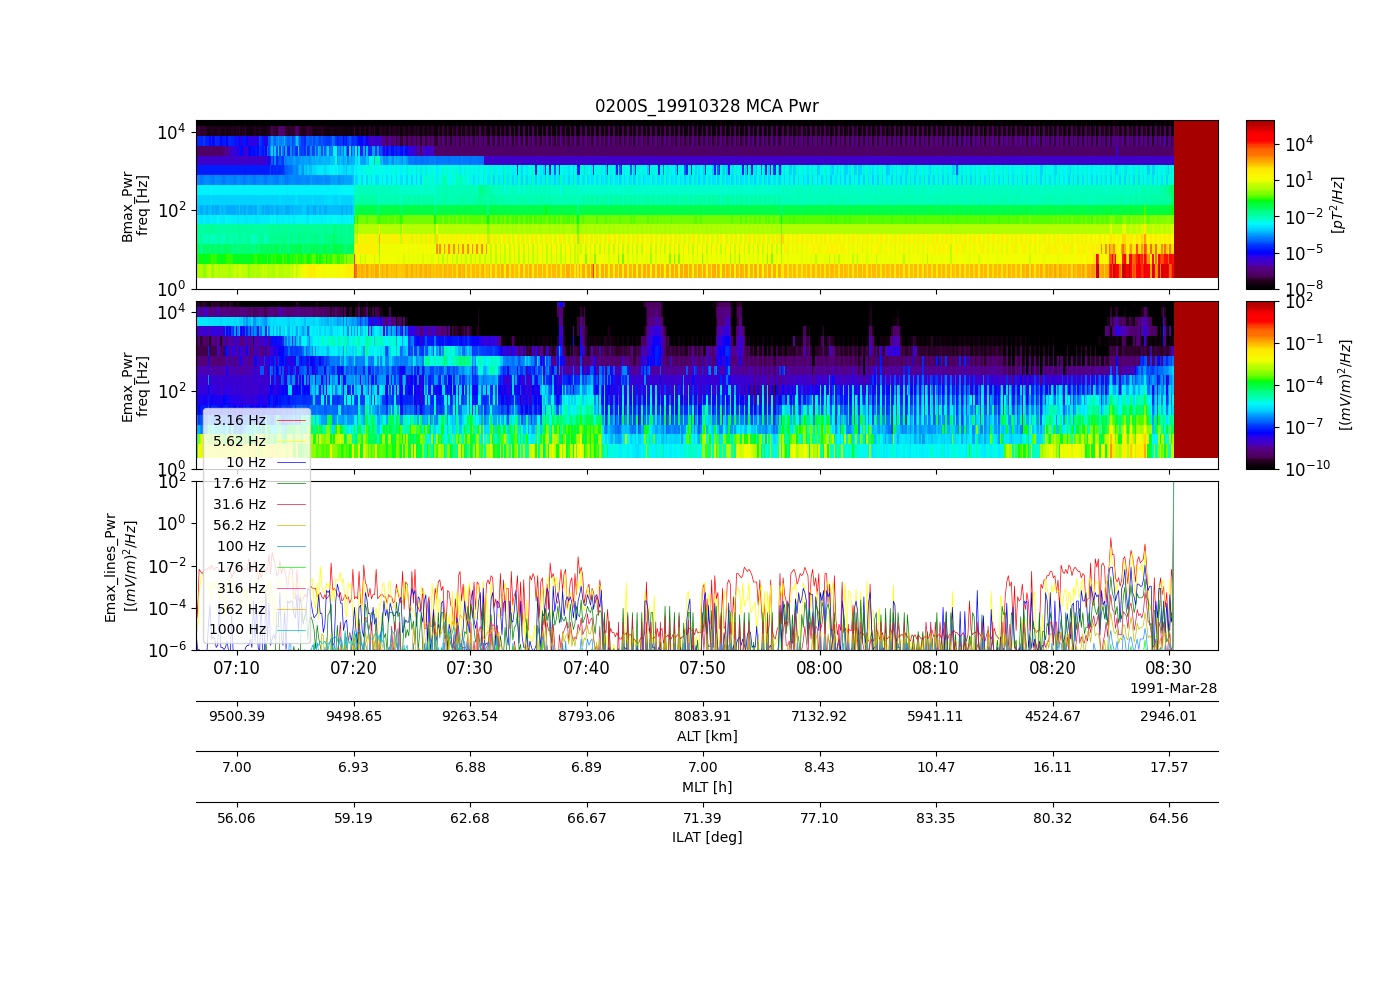 0200S_19910328 MCA Pwr
Bmax_Pwr
freq [Hz]
10^4
10^2
10^0
10^4
10^1
10^-2
10^-5
10^-8
[pT^2/Hz]
Emax_Pwr
freq [Hz]
10^4
10^2
10^0
10^2
10^-1
10^-4
10^-7
10^-10
[(mV/m)^2/Hz]
Emax_lines_Pwr
[(mV/m)^2/Hz]
10^2
10^0
10^-2
10^-4
10^-6
3.16 Hz
5.62 Hz
10 Hz
17.6 Hz
31.6 Hz
56.2 Hz
100 Hz
176 Hz
316 Hz
562 Hz
1000 Hz
07:10 07:20 07:30 07:40 07:50 08:00 08:10 08:20 08:30
1991-Mar-28
9500.39 9498.65 9263.54 8793.06 8083.91 7132.92 5941.11 4524.67 2946.01
ALT [km]
7.00 6.93 6.88 6.89 7.00 8.43 10.47 16.11 17.57
MLT [h]
56.06 59.19 62.68 66.67 71.39 77.10 83.35 80.32 64.56
ILAT [deg]